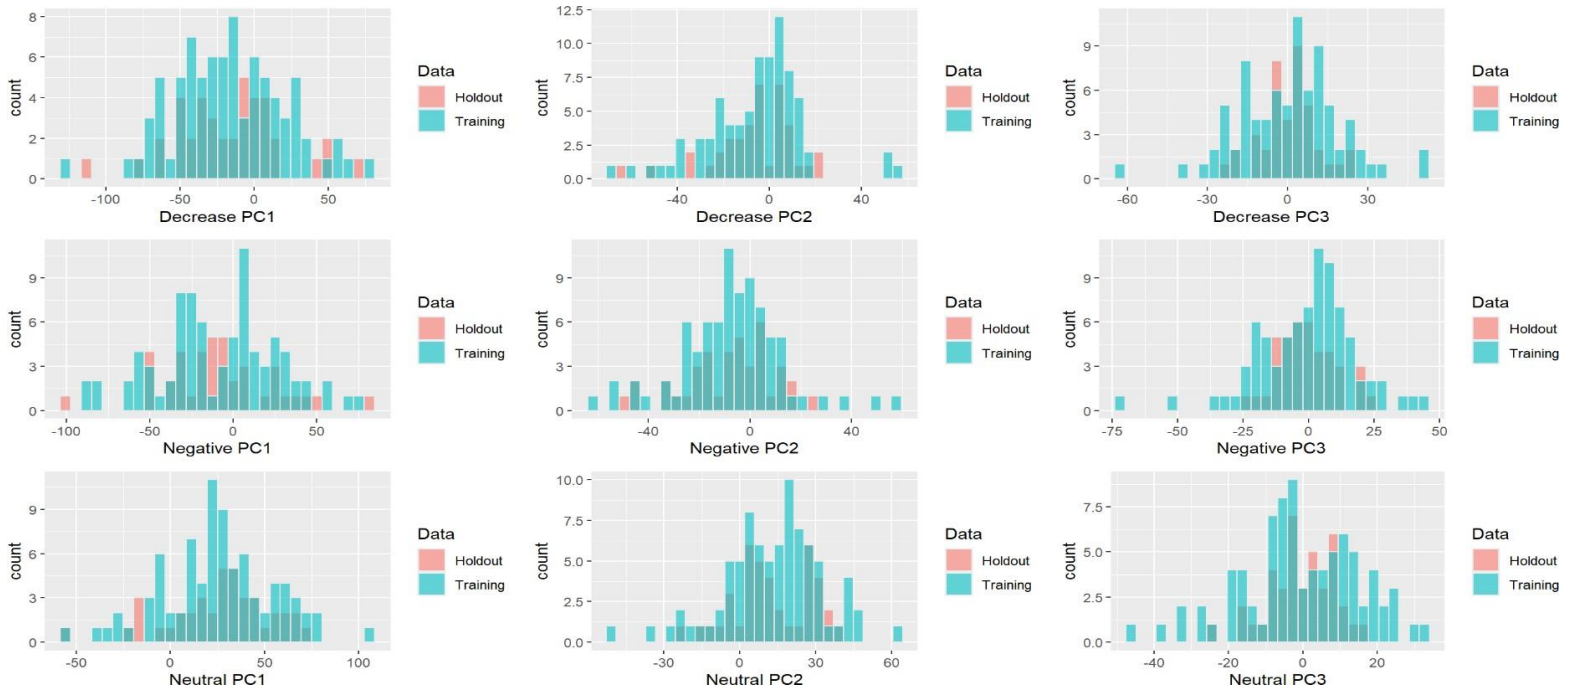 8
6
4
2
0
count
-100
-50
0
50
Decrease PC1
Data
Holdout
Training
12.5
10.0
7.5
5.0
2.5
0.0
count
-40
0
40
Decrease PC2
Data
Holdout
Training
9
6
3
0
count
-60
-30
0
30
Decrease PC3
Data
Holdout
Training
9
6
3
0
count
-100
-50
0
50
Negative PC1
Data
Holdout
Training
9
6
3
0
count
-40
0
40
Negative PC2
Data
Holdout
Training
9
6
3
0
count
-75
-50
-25
0
25
50
Negative PC3
Data
Holdout
Training
9
6
3
0
count
-50
0
50
100
Neutral PC1
Data
Holdout
Training
10.0
7.5
5.0
2.5
0.0
count
-30
0
30
60
Neutral PC2
Data
Holdout
Training
7.5
5.0
2.5
0.0
count
-40
-20
0
20
Neutral PC3
Data
Holdout
Training